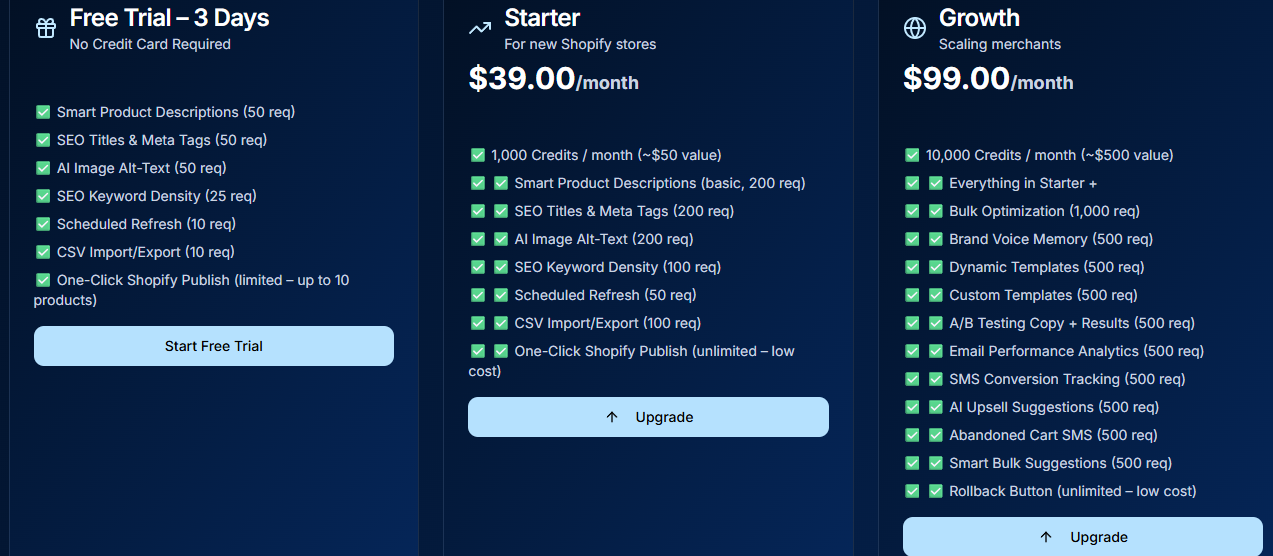 Free Trial – 3 Days
No Credit Card Required
✅ Smart Product Descriptions (50 req)
✅ SEO Titles & Meta Tags (50 req)
✅ AI Image Alt-Text (50 req)
✅ SEO Keyword Density (25 req)
✅ Scheduled Refresh (10 req)
✅ CSV Import/Export (10 req)
✅ One-Click Shopify Publish (limited – up to 10
products)
Start Free Trial
Starter
For new Shopify stores
$39.00/month
✅ 1,000 Credits / month (~$50 value)
✅ ✅ Smart Product Descriptions (basic, 200 req)
✅ ✅ SEO Titles & Meta Tags (200 req)
✅ ✅ AI Image Alt-Text (200 req)
✅ ✅ SEO Keyword Density (100 req)
✅ ✅ Scheduled Refresh (50 req)
✅ ✅ CSV Import/Export (100 req)
✅ ✅ One-Click Shopify Publish (unlimited – low
cost)
↑ Upgrade
Growth
Scaling merchants
$99.00/month
✅ 10,000 Credits / month (~$500 value)
✅ ✅ Everything in Starter +
✅ ✅ Bulk Optimization (1,000 req)
✅ ✅ Brand Voice Memory (500 req)
✅ ✅ Dynamic Templates (500 req)
✅ ✅ Custom Templates (500 req)
✅ ✅ A/B Testing Copy + Results (500 req)
✅ ✅ Email Performance Analytics (500 req)
✅ ✅ SMS Conversion Tracking (500 req)
✅ ✅ AI Upsell Suggestions (500 req)
✅ ✅ Abandoned Cart SMS (500 req)
✅ ✅ Smart Bulk Suggestions (500 req)
✅ ✅ Rollback Button (unlimited – low cost)
↑ Upgrade